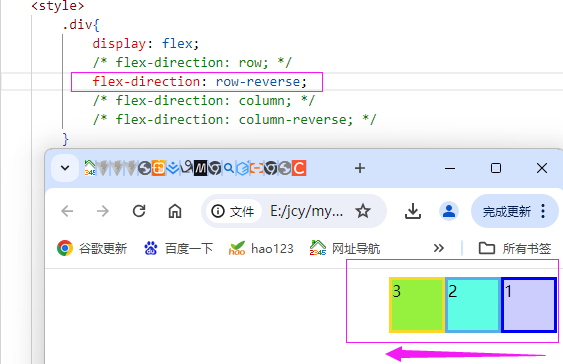 <style>
.div{
display: flex;
/* flex-direction: row; */
flex-direction: row-reverse;
/* flex-direction: column; */
/* flex-direction: column-reverse; */
}
文件 E:/jcy/my... 完成更新
谷歌更新 百度一下 hao hao123 2345 网址导航 » 所有书签
3 2 1